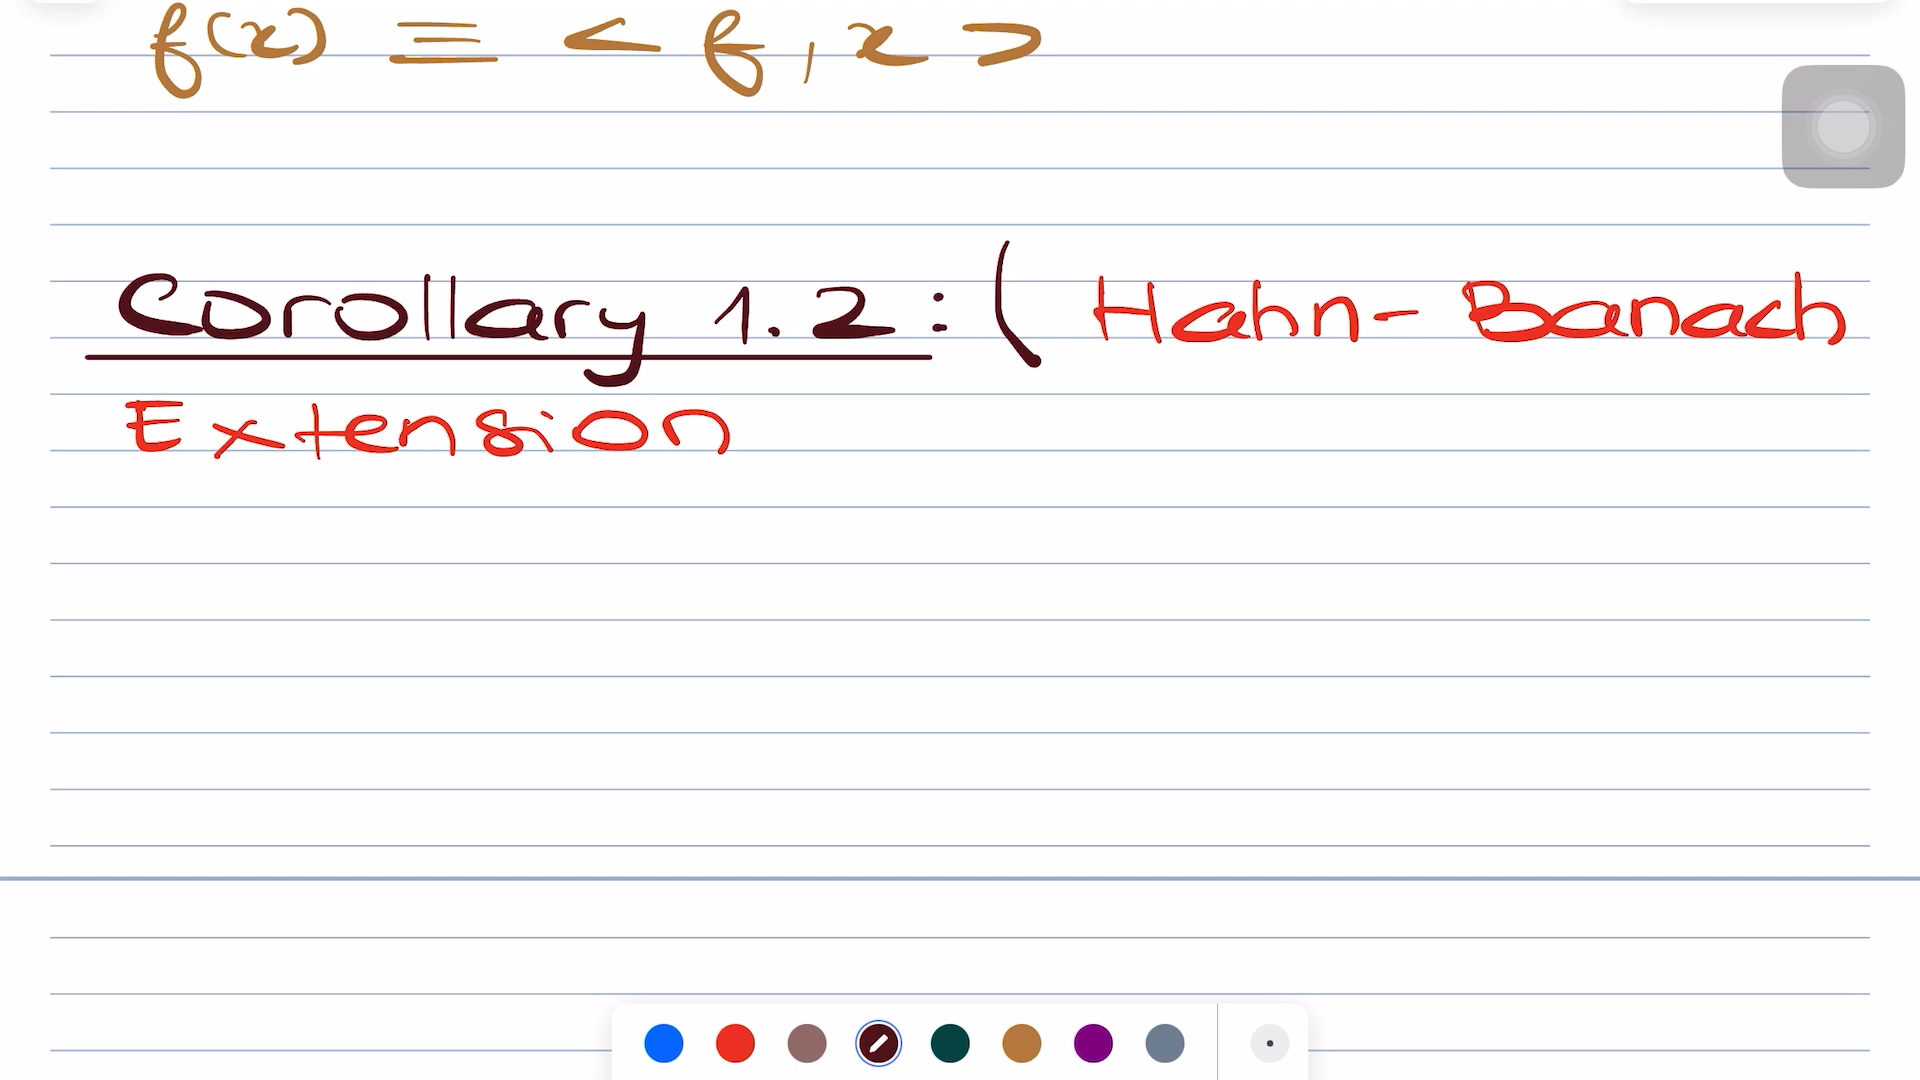 f(x) ≡ < f, x >
Corollary 1.2 : ( Hahn-Banach
Extension